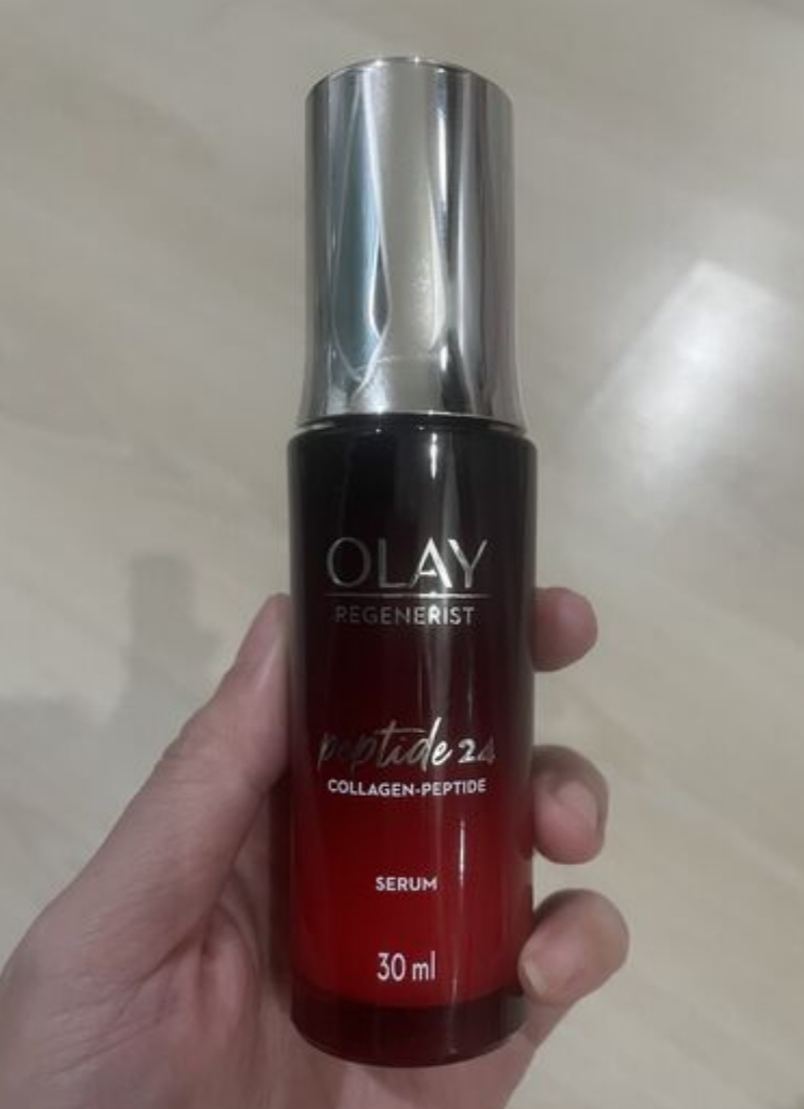 OLAY
REGENERIST
peptide 24
COLLAGEN-PEPTIDE
SERUM
30 ml